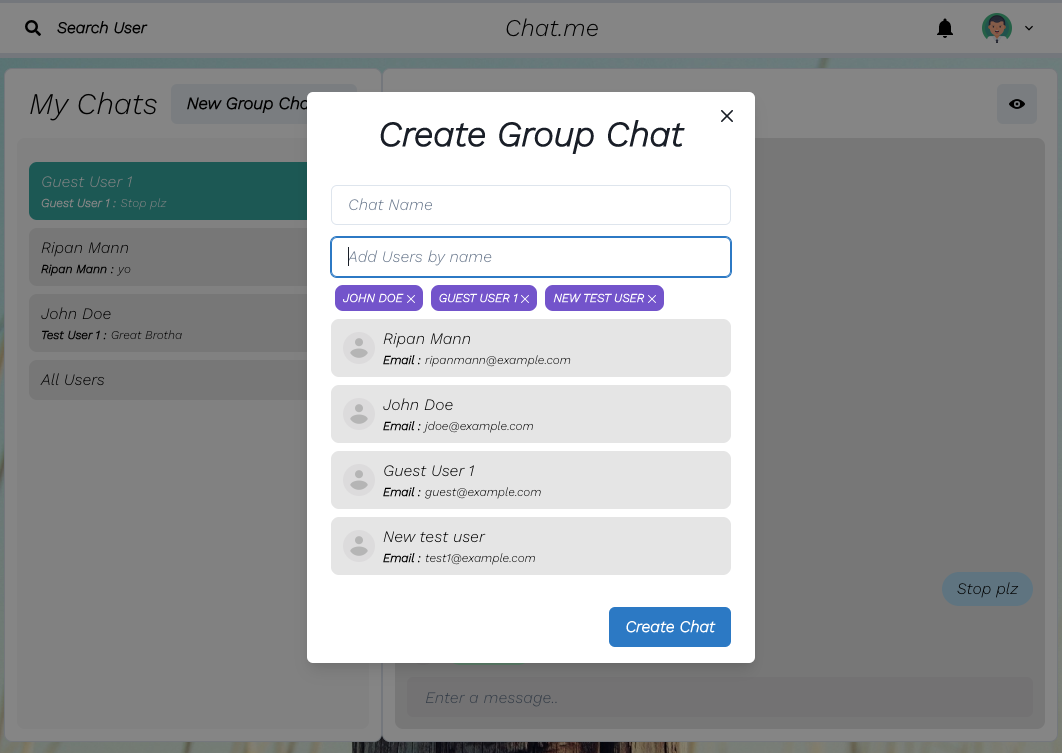 Search User
Chat.me
My Chats
New Group Cha
Guest User 1
Guest User 1 : Stop plz
Ripan Mann
Ripan Mann : yo
John Doe
Test User 1 : Great Brotha
All Users
Create Group Chat
Chat Name
Add Users by name
JOHN DOE
GUEST USER 1
NEW TEST USER
Ripan Mann
Email : ripanmann@example.com
John Doe
Email : jdoe@example.com
Guest User 1
Email : guest@example.com
New test user
Email : test1@example.com
Create Chat
Stop plz
Enter a message..